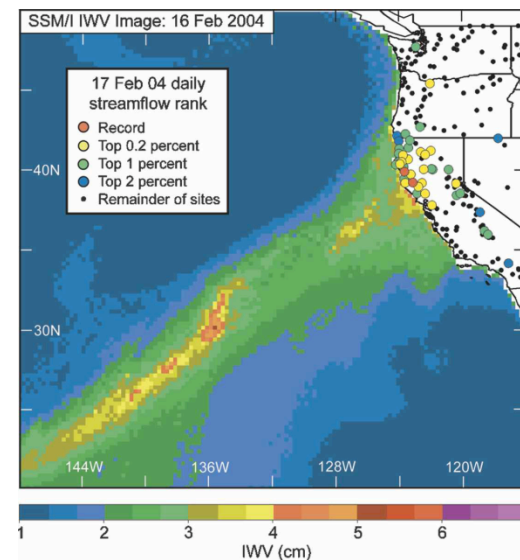 SSM/I IWV Image: 16 Feb 2004
17 Feb 04 daily
streamflow rank
Record
Top 0.2 percent
Top 1 percent
Top 2 percent
Remainder of sites
40N
30N
144W 136W 128W 120W
1 2 3 4 5 6 7
IWV (cm)